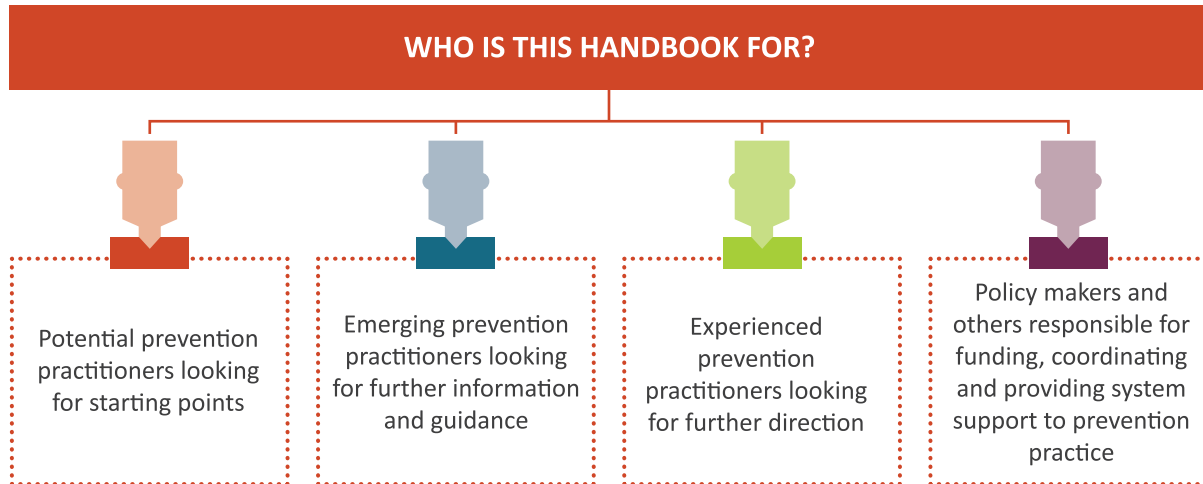 WHO IS THIS HANDBOOK FOR?
Potential prevention
practitioners looking
for starting points
Emerging prevention
practitioners looking
for further information
and guidance
Experienced
prevention
practitioners looking
for further direction
Policy makers and
others responsible for
funding, coordinating
and providing system
support to prevention
practice